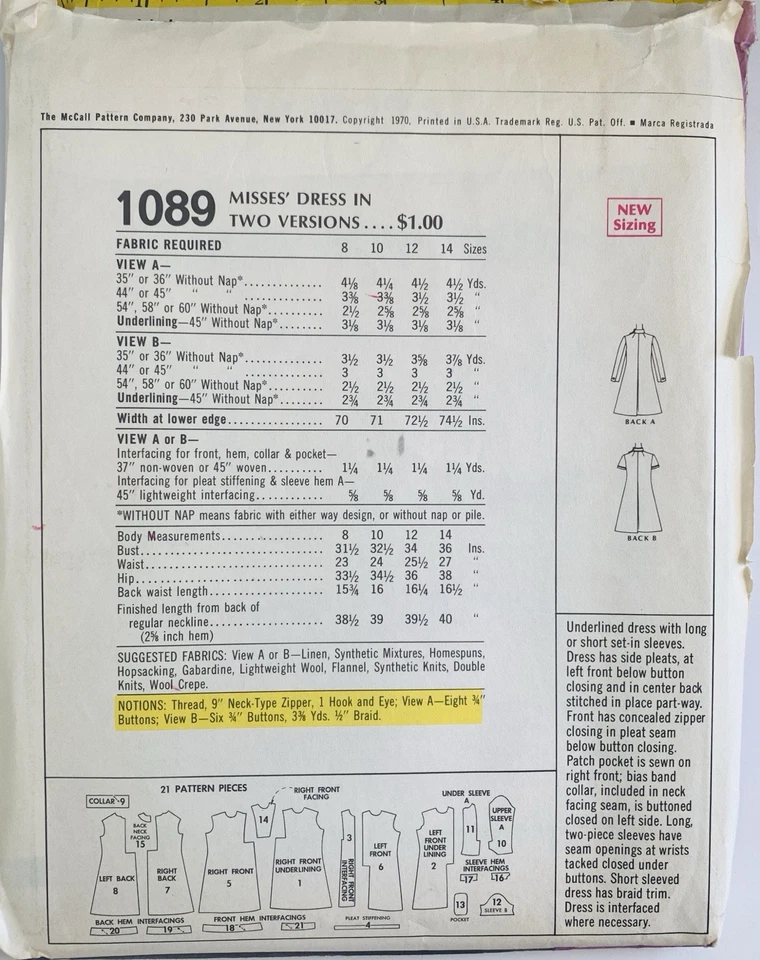 The McCall Pattern Company, 230 Park Avenue, New York 10017. Copyright 1970, Printed in U.S.A. Trademark Reg. U.S. Pat. Off. ■ Marca Registrada
1089 MISSES' DRESS IN
TWO VERSIONS....$1.00
FABRIC REQUIRED 8 10 12 14 Sizes
VIEW A—
35" or 36" Without Nap*............. 4⅛ 4¼ 4½ 4½ Yds.
44" or 45" " " ............. 3⅜ 3⅜ 3½ 3½ "
54", 58" or 60" Without Nap*......... 2½ 2⅝ 2⅝ 2⅝ "
Underlining—45" Without Nap*....... 3⅛ 3⅛ 3⅛ 3⅛ "
VIEW B—
35" or 36" Without Nap*............. 3½ 3½ 3⅝ 3⅞ Yds.
44" or 45" " " ............. 3 3 3 3 "
54", 58" or 60" Without Nap*......... 2½ 2½ 2½ 2½ "
Underlining—45" Without Nap*....... 2¾ 2¾ 2¾ 2¾ "
Width at lower edge................ 70 71 72½ 74½ Ins.
VIEW A or B—
Interfacing for front, hem, collar & pocket—
37" non-woven or 45" woven......... 1¼ 1¼ 1¼ 1¼ Yds.
Interfacing for pleat stiffening & sleeve hem A—
45" lightweight interfacing........... ⅝ ⅝ ⅝ ⅝ Yd.
*WITHOUT NAP means fabric with either way design, or without nap or pile.
Body Measurements................. 8 10 12 14
Bust.............................. 31½ 32½ 34 36 Ins.
Waist............................. 23 24 25½ 27 "
Hip............................... 33½ 34½ 36 38 "
Back waist length................... 15¾ 16 16¼ 16½ "
Finished length from back of
regular neckline.................. 38½ 39 39½ 40 "
(2⅝ inch hem)
SUGGESTED FABRICS: View A or B—Linen, Synthetic Mixtures, Homespuns,
Hopsacking, Gabardine, Lightweight Wool, Flannel, Synthetic Knits, Double
Knits, Wool Crepe.
NOTIONS: Thread, 9" Neck-Type Zipper, 1 Hook and Eye; View A—Eight ¾"
Buttons; View B—Six ¾" Buttons, 3⅜ Yds. ½" Braid.
NEW
Sizing
BACK A
BACK B
Underlined dress with long
or short set-in sleeves.
Dress has side pleats, at
left front below button
closing and in center back
stitched in place part-way.
Front has concealed zipper
closing in pleat seam
below button closing.
Patch pocket is sewn on
right front; bias band
collar, included in neck
facing seam, is buttoned
closed on left side. Long,
two-piece sleeves have
seam openings at wrists
tacked closed under
buttons. Short sleeved
dress has braid trim.
Dress is interfaced
where necessary.
21 PATTERN PIECES
COLLAR-9
BACK
NECK
FACING
15
LEFT BACK
8
RIGHT
BACK
7
RIGHT FRONT
5
14
RIGHT FRONT
FACING
RIGHT FRONT
UNDERLINING
1
3
RIGHT FRONT
INTERFACING
LEFT
FRONT
6
LEFT
FRONT
UNDER
LINING
2
UNDER SLEEVE
A
11
UPPER
SLEEVE
A
10
SLEEVE HEM
INTERFACINGS
17 16
13
POCKET
12
SLEEVE B
BACK HEM INTERFACINGS
20 19
FRONT HEM INTERFACINGS
18 21
PLEAT STIFFENING
4